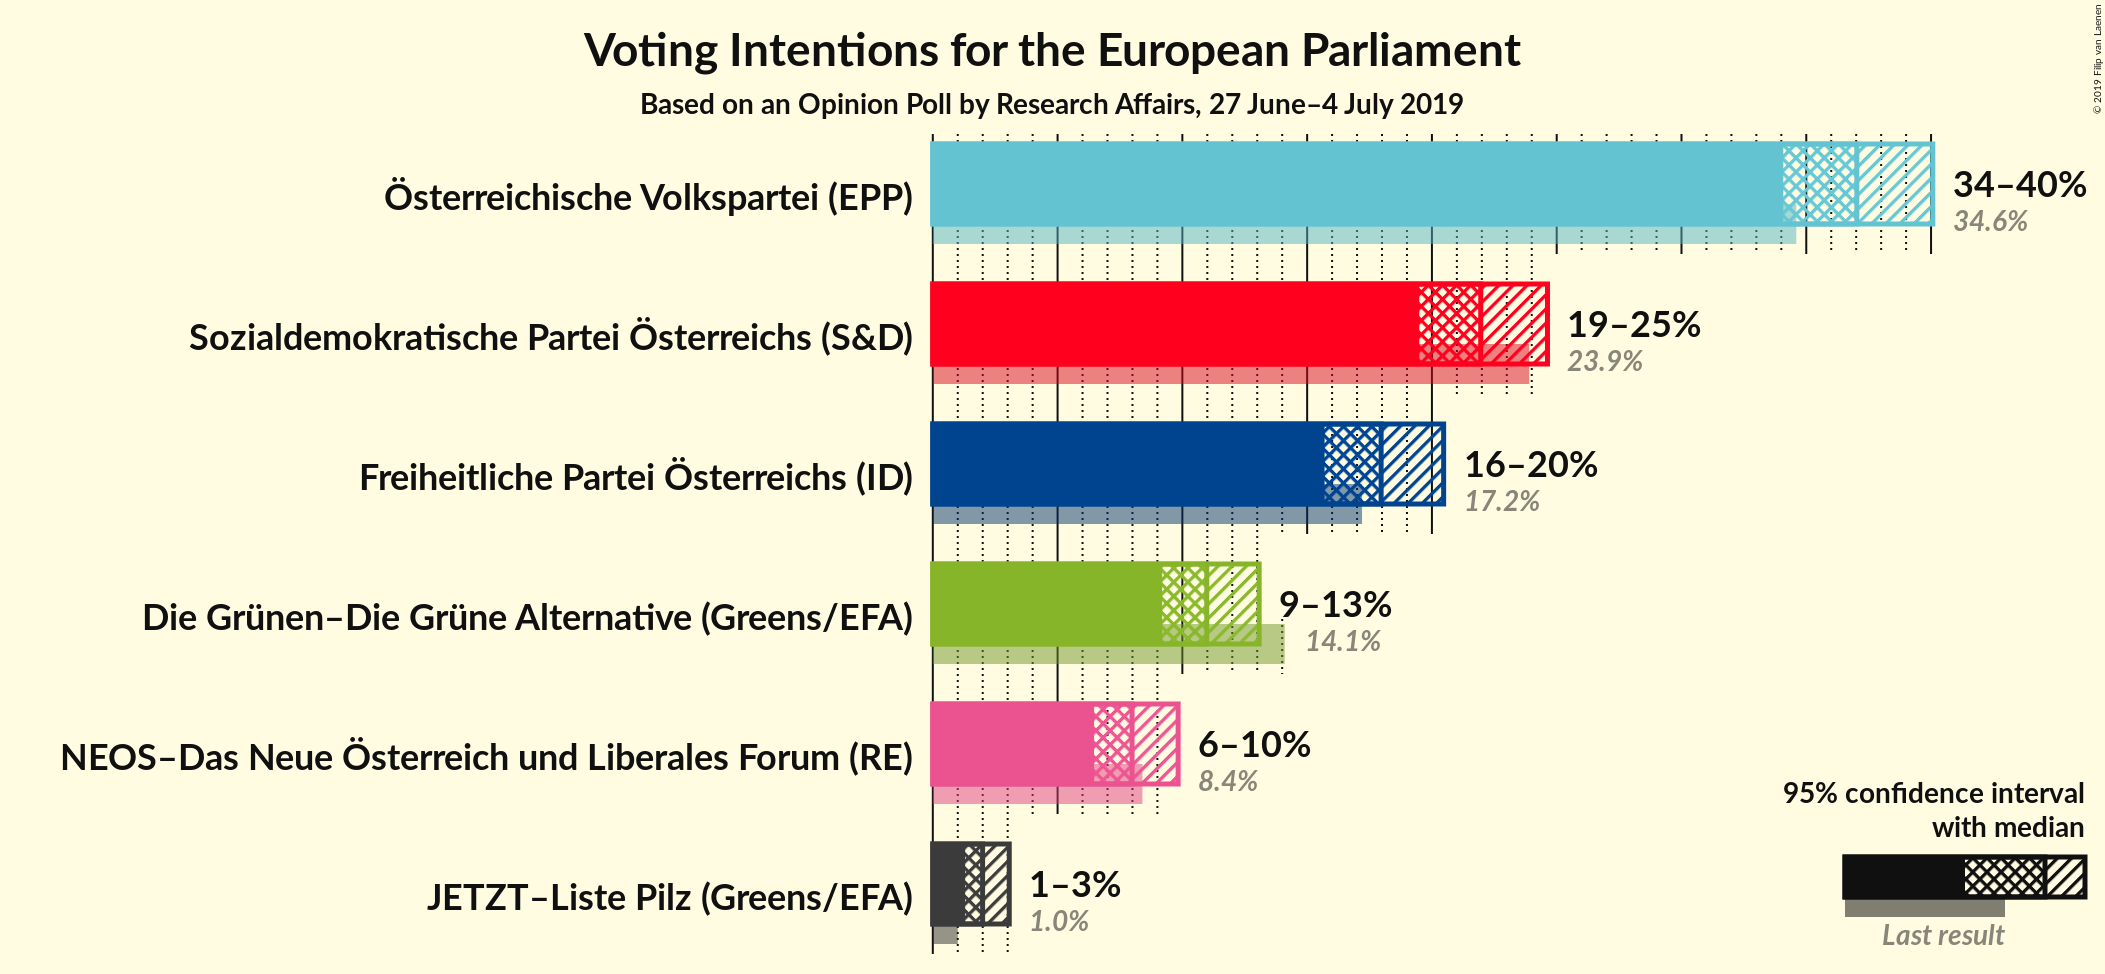 Voting Intentions for the European Parliament
Based on an Opinion Poll by Research Affairs, 27 June–4 July 2019
© 2019 Filip van Laenen
Österreichische Volkspartei (EPP)
34–40%
34.6%
Sozialdemokratische Partei Österreichs (S&D)
19–25%
23.9%
Freiheitliche Partei Österreichs (ID)
16–20%
17.2%
Die Grünen–Die Grüne Alternative (Greens/EFA)
9–13%
14.1%
NEOS–Das Neue Österreich und Liberales Forum (RE)
6–10%
8.4%
JETZT–Liste Pilz (Greens/EFA)
1–3%
1.0%
95% confidence interval
with median
Last result